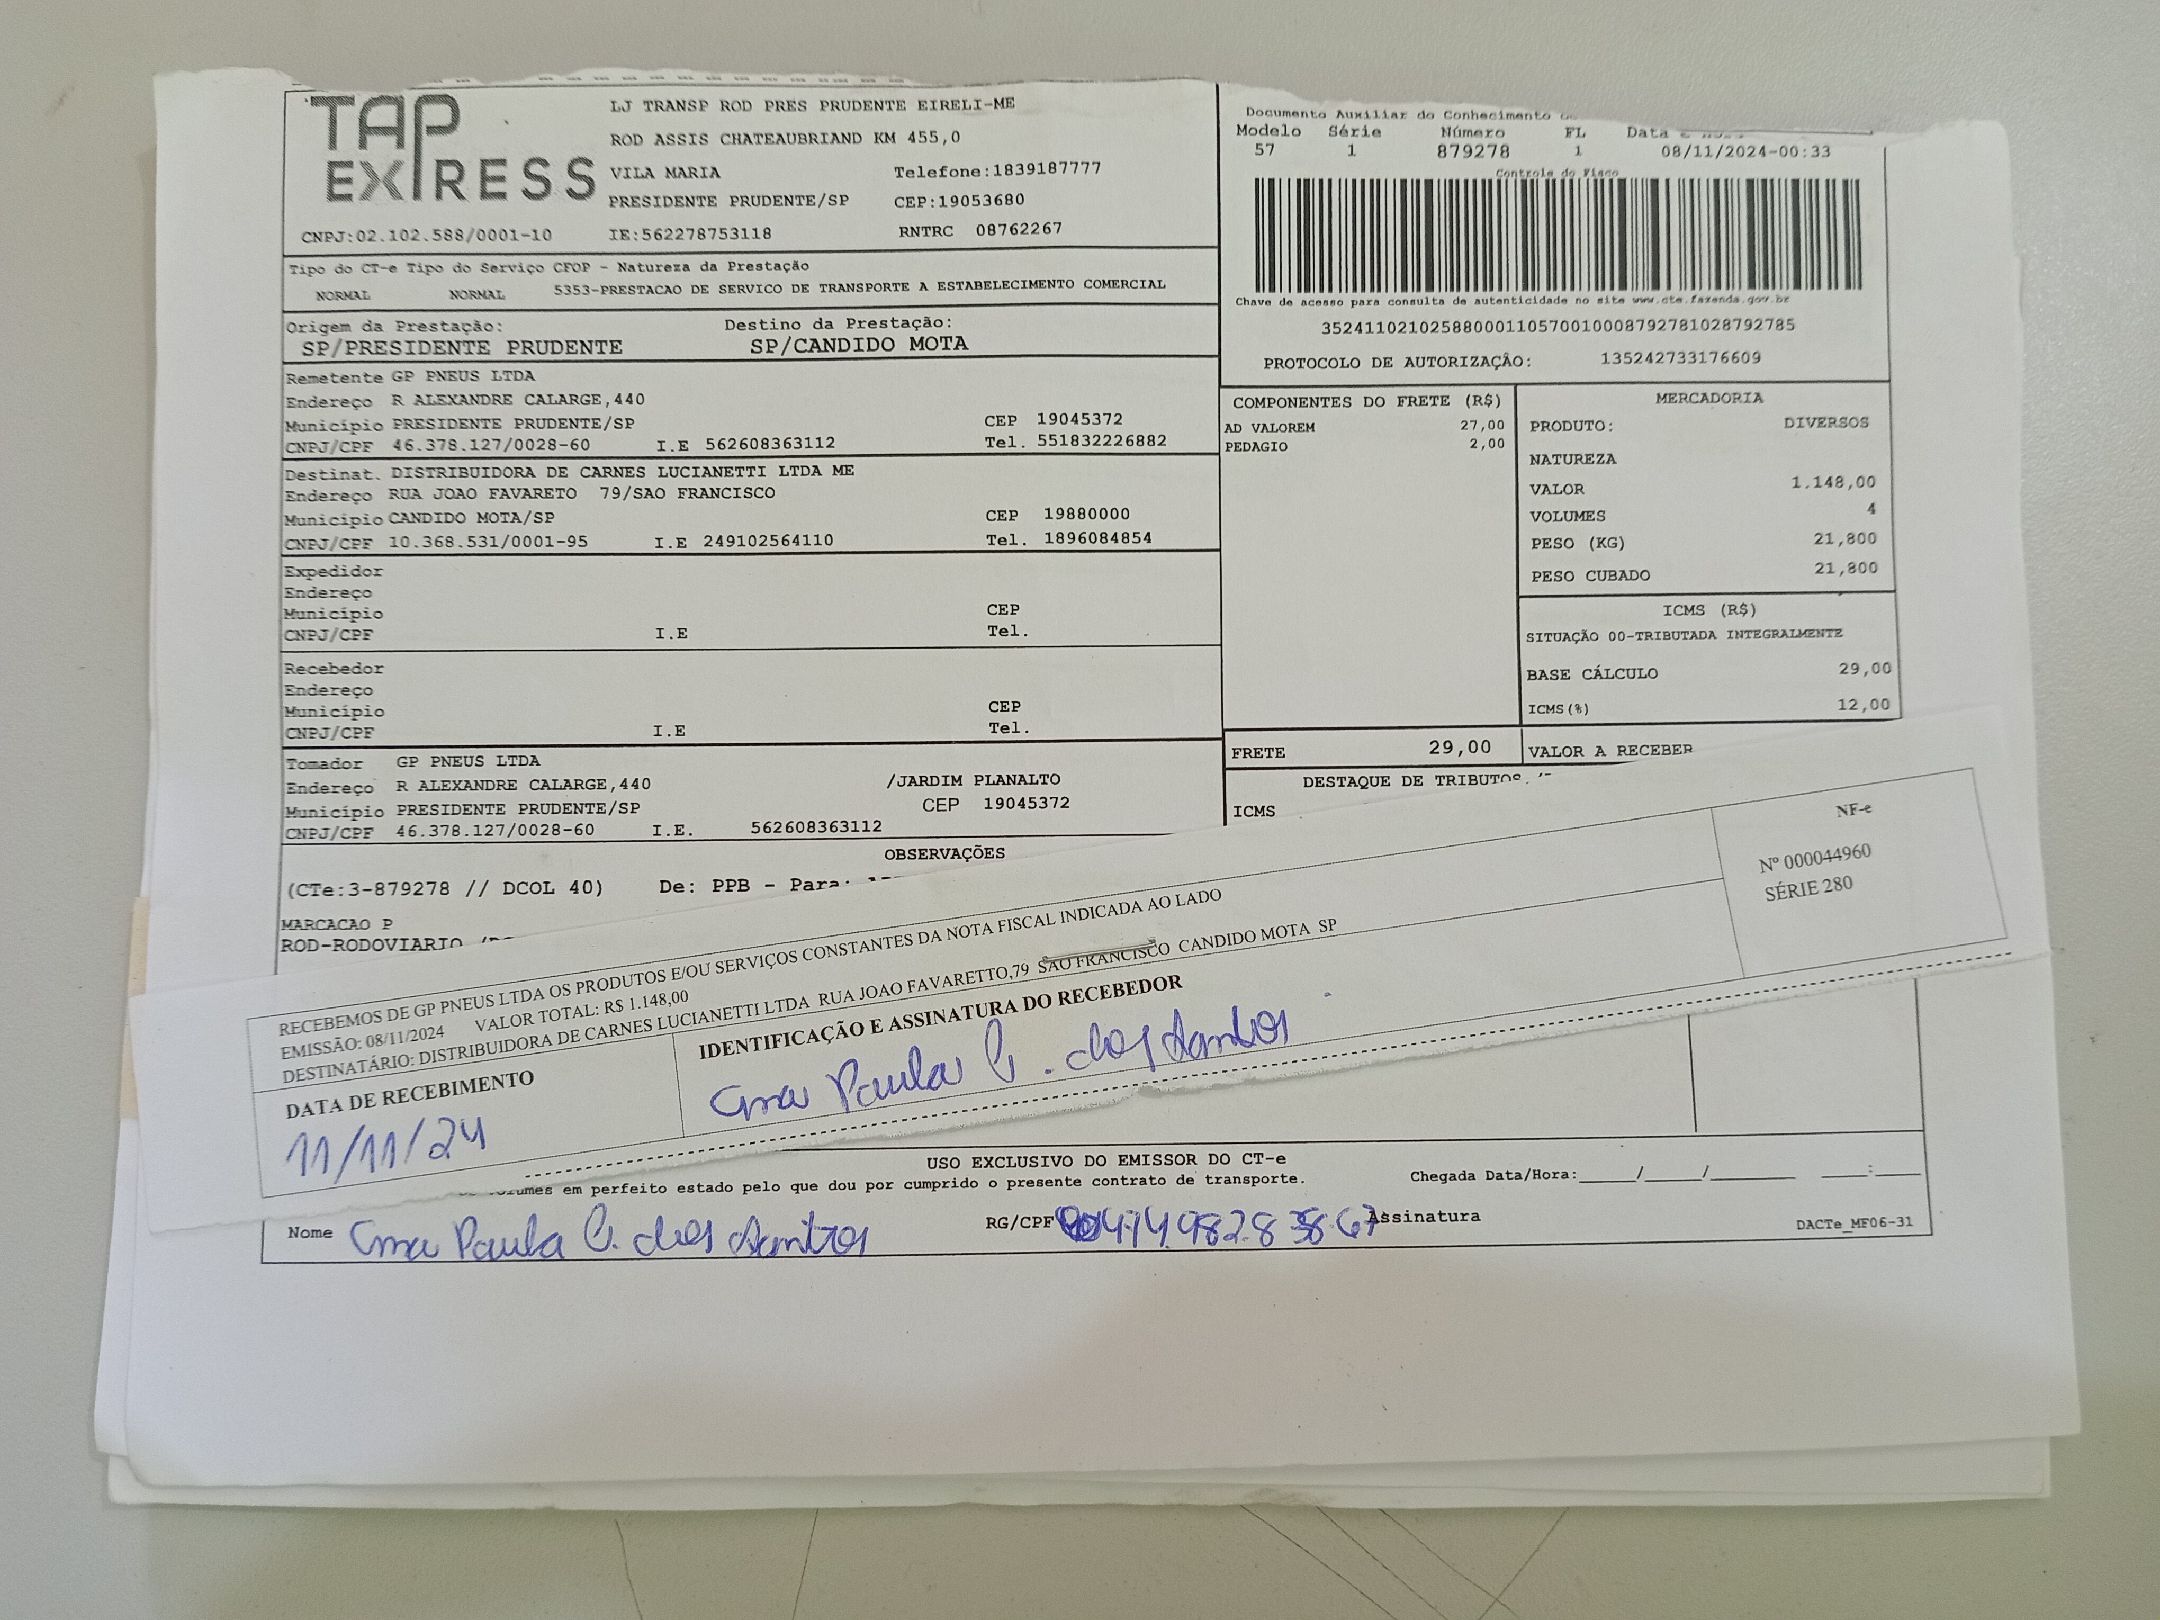 TAP EXPRESS
LJ TRANSP ROD PRES PRUDENTE EIRELI-ME
ROD ASSIS CHATEAUBRIAND KM 455,0
VILA MARIA Telefone:1839187777
PRESIDENTE PRUDENTE/SP CEP:19053680
CNPJ:02.102.588/0001-10 IE:562278753118 RNTRC 08762267
Documento Auxiliar do Conhecimento
Modelo Série Número FL Data
57 1 879278 1 08/11/2024-00:33
Controle do Fisco
Chave de acesso para consulta de autenticidade no site www.cte.fazenda.gov.br
35241102102588000110570010008792781028792785
PROTOCOLO DE AUTORIZAÇÃO: 135242733176609
Tipo do CT-e Tipo do Serviço CFOP - Natureza da Prestação
NORMAL NORMAL 5353-PRESTACAO DE SERVICO DE TRANSPORTE A ESTABELECIMENTO COMERCIAL
Origem da Prestação: Destino da Prestação:
SP/PRESIDENTE PRUDENTE SP/CANDIDO MOTA
Remetente GP PNEUS LTDA
Endereço R ALEXANDRE CALARGE,440
Município PRESIDENTE PRUDENTE/SP CEP 19045372
CNPJ/CPF 46.378.127/0028-60 I.E 562608363112 Tel. 551832226882
Destinat. DISTRIBUIDORA DE CARNES LUCIANETTI LTDA ME
Endereço RUA JOAO FAVARETO 79/SAO FRANCISCO
Município CANDIDO MOTA/SP CEP 19880000
CNPJ/CPF 10.368.531/0001-95 I.E 249102564110 Tel. 1896084854
Expedidor
Endereço
Município CEP
CNPJ/CPF I.E Tel.
Recebedor
Endereço
Município CEP
CNPJ/CPF I.E Tel.
Tomador GP PNEUS LTDA
Endereço R ALEXANDRE CALARGE,440 /JARDIM PLANALTO
Município PRESIDENTE PRUDENTE/SP CEP 19045372
CNPJ/CPF 46.378.127/0028-60 I.E. 562608363112
COMPONENTES DO FRETE (R$)
AD VALOREM 27,00
PEDAGIO 2,00
MERCADORIA
PRODUTO: DIVERSOS
NATUREZA
VALOR 1.148,00
VOLUMES 4
PESO (KG) 21,800
PESO CUBADO 21,800
ICMS (R$)
SITUAÇÃO 00-TRIBUTADA INTEGRALMENTE
BASE CÁLCULO 29,00
ICMS(%) 12,00
FRETE 29,00 VALOR A RECEBER
DESTAQUE DE TRIBUTOS
ICMS
OBSERVAÇÕES
(CTe:3-879278 // DCOL 40) De: PPB - Para:
MARCACAO P
ROD-RODOVIARIO
RECEBEMOS DE GP PNEUS LTDA OS PRODUTOS E/OU SERVIÇOS CONSTANTES DA NOTA FISCAL INDICADA AO LADO
EMISSÃO: 08/11/2024 VALOR TOTAL: R$ 1.148,00
DESTINATÁRIO: DISTRIBUIDORA DE CARNES LUCIANETTI LTDA RUA JOAO FAVARETTO,79 SAO FRANCISCO CANDIDO MOTA SP
DATA DE RECEBIMENTO IDENTIFICAÇÃO E ASSINATURA DO RECEBEDOR
11/11/24 Ana Paula C. dos Santos
NF-e
Nº 000044960
SÉRIE 280
USO EXCLUSIVO DO EMISSOR DO CT-e
volumes em perfeito estado pelo que dou por cumprido o presente contrato de transporte. Chegada Data/Hora:____/____/______ ____:____
Nome Ana Paula C. dos Santos RG/CPF Assinatura
DACTe_MF06-31